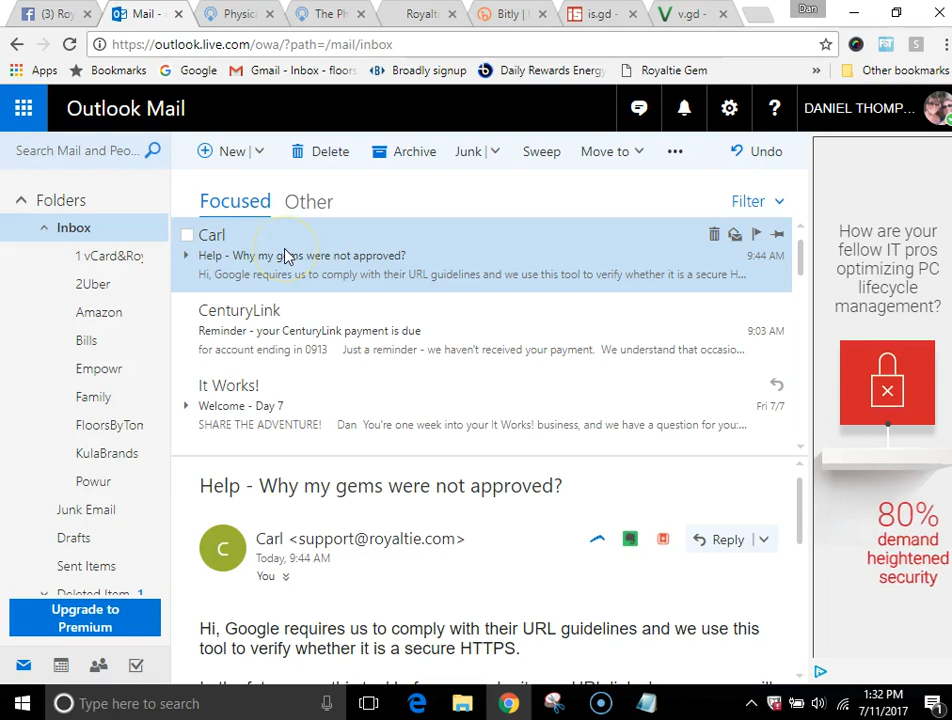 Dan
(3) Roy
Mail -
Physic
The Ph
Royalti
Bitly |
is.gd -
v.gd -
https://outlook.live.com/owa/?path=/mail/inbox
Apps
Bookmarks
Google
Gmail - Inbox - floors
Broadly signup
Daily Rewards Energy
Royaltie Gem
»
Other bookmarks
Outlook Mail
DANIEL THOMP...
Search Mail and Peo...
New
Delete
Archive
Junk
Sweep
Move to
Undo
Folders
Inbox
1 vCard&Roy
2Uber
Amazon
Bills
Empowr
Family
FloorsByTon
KulaBrands
Powur
Junk Email
Drafts
Sent Items
Deleted Item 1
Upgrade to
Premium
Focused
Other
Filter
Carl
Help - Why my gems were not approved?
9:44 AM
Hi, Google requires us to comply with their URL guidelines and we use this tool to verify whether it is a secure H...
CenturyLink
Reminder - your CenturyLink payment is due
9:03 AM
for account ending in 0913 Just a reminder - we haven't received your payment. We understand that occasio...
It Works!
Welcome - Day 7
Fri 7/7
SHARE THE ADVENTURE! Dan You're one week into your It Works! business, and we have a question for you:...
Help - Why my gems were not approved?
C
Carl <support@royaltie.com>
Today, 9:44 AM
You
Reply
Hi, Google requires us to comply with their URL guidelines and we use this
tool to verify whether it is a secure HTTPS.
How are your
fellow IT pros
optimizing PC
lifecycle
management?
80%
demand
heightened
security
Type here to search
1:32 PM
7/11/2017